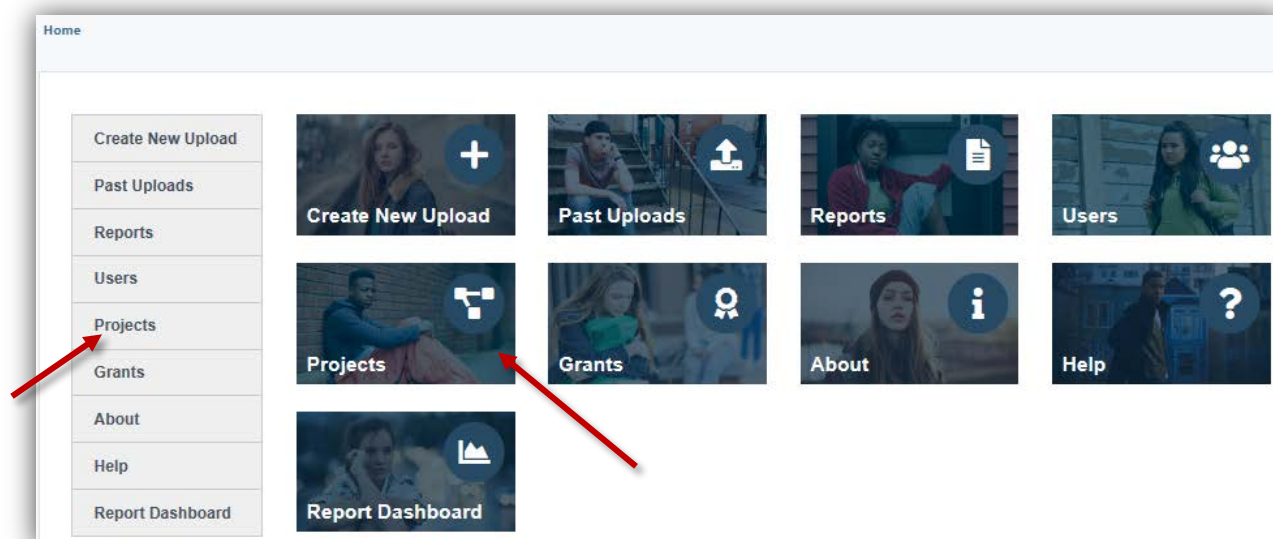 Home
Create New Upload
Past Uploads
Reports
Users
Projects
Grants
About
Help
Report Dashboard
Create New Upload
Past Uploads
Reports
Users
Projects
Grants
About
Help
Report Dashboard